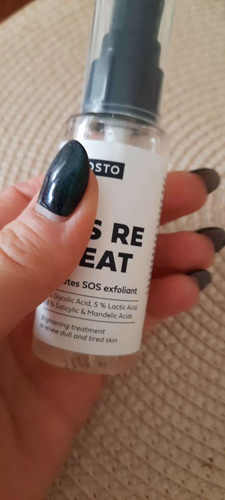 OSTO
S RE
EAT
utes SOS exfoliant
Glycolic Acid, 5 % Lactic Acid,
% Salicylic & Mandelic Acids
ightening treatment
to renew dull and tired skin